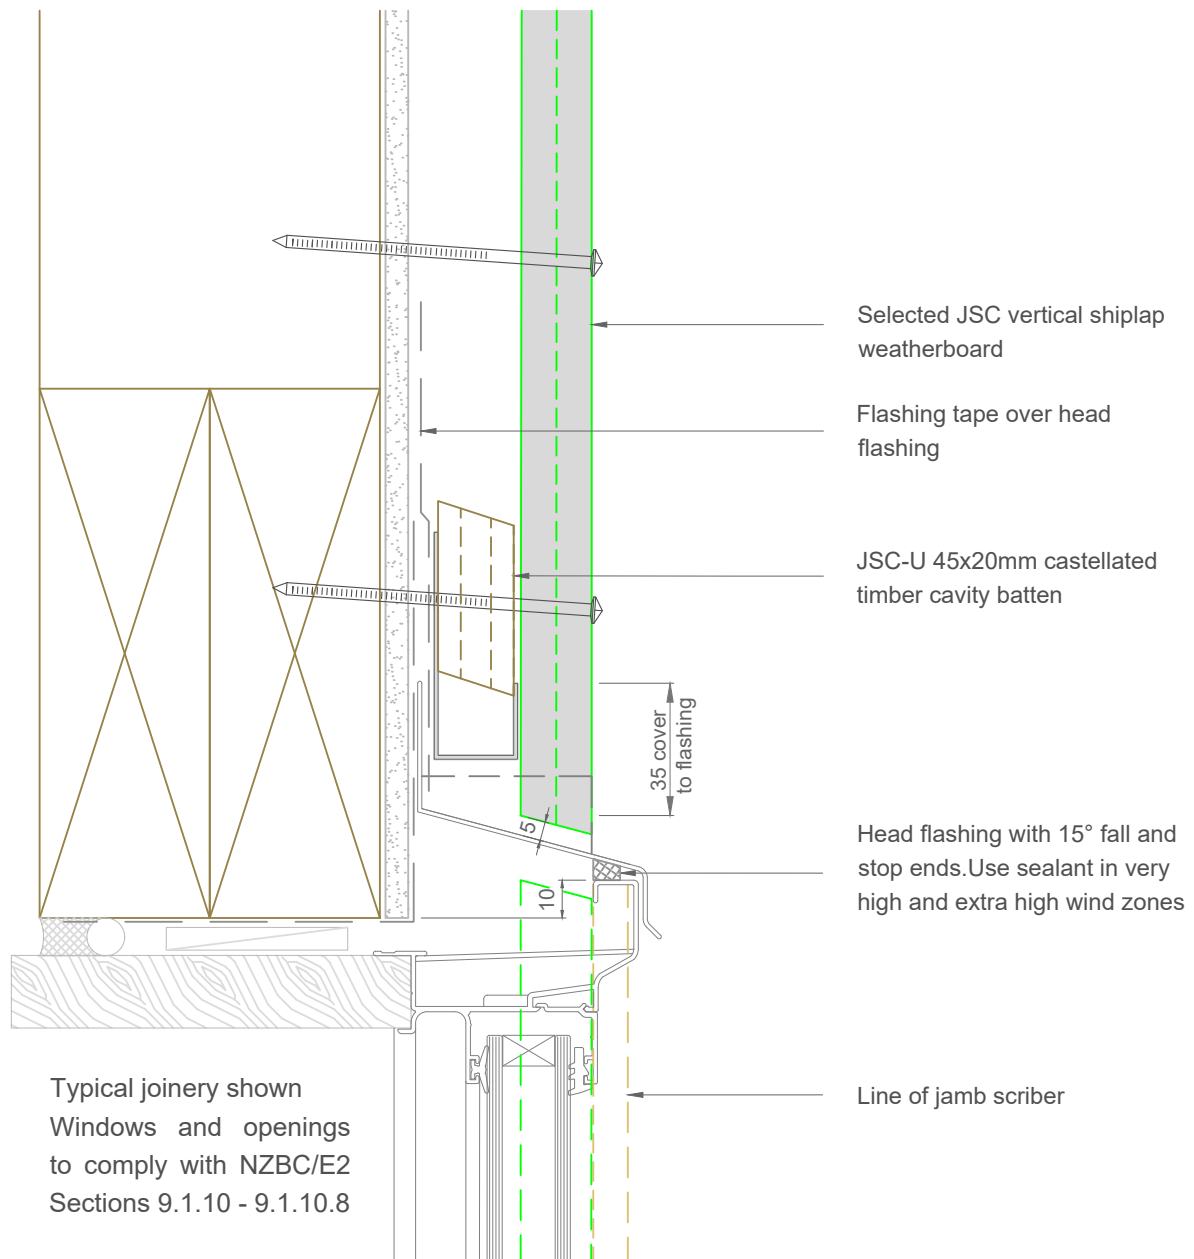 Selected JSC vertical shiplap
weatherboard
Flashing tape over head
flashing
JSC-U 45x20mm castellated
timber cavity batten
35 cover
to flashing
5
Head flashing with 15° fall and
stop ends.Use sealant in very
high and extra high wind zones
10
Typical joinery shown
Windows and openings
to comply with NZBC/E2
Sections 9.1.10 - 9.1.10.8
Line of jamb scriber